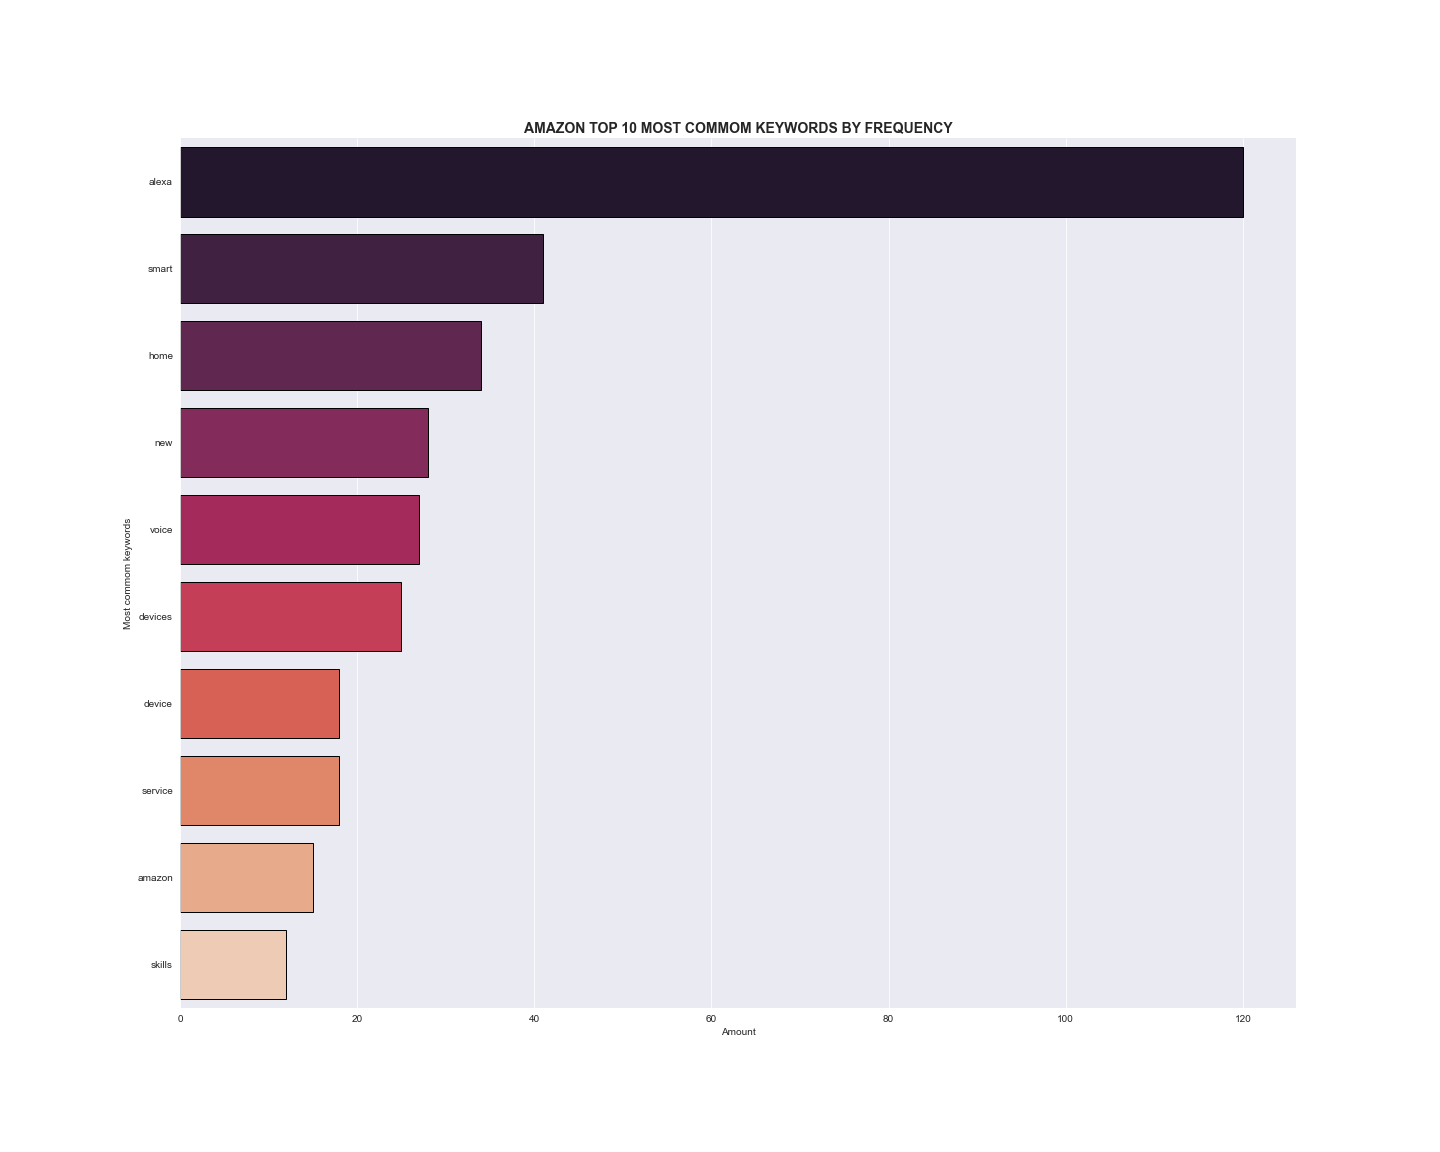 AMAZON TOP 10 MOST COMMOM KEYWORDS BY FREQUENCY
Most commom keywords
alexa
smart
home
new
voice
devices
device
service
amazon
skills
0 20 40 60 80 100 120
Amount